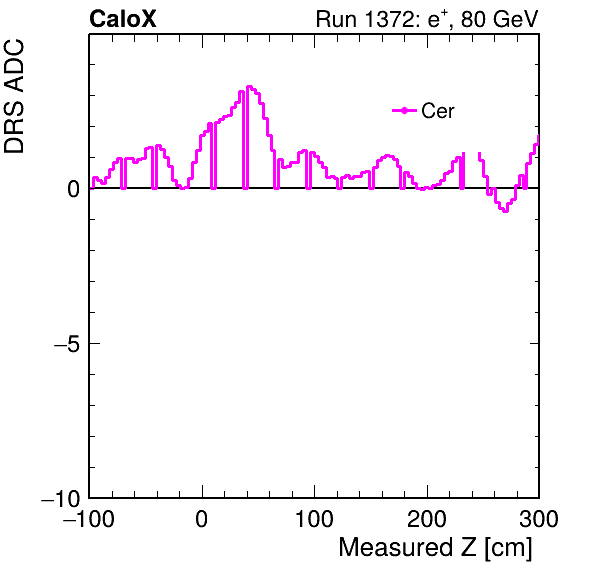 CaloX
Run 1372: e+, 80 GeV
DRS ADC
Cer
0
−5
−10
−100 0 100 200 300
Measured Z [cm]